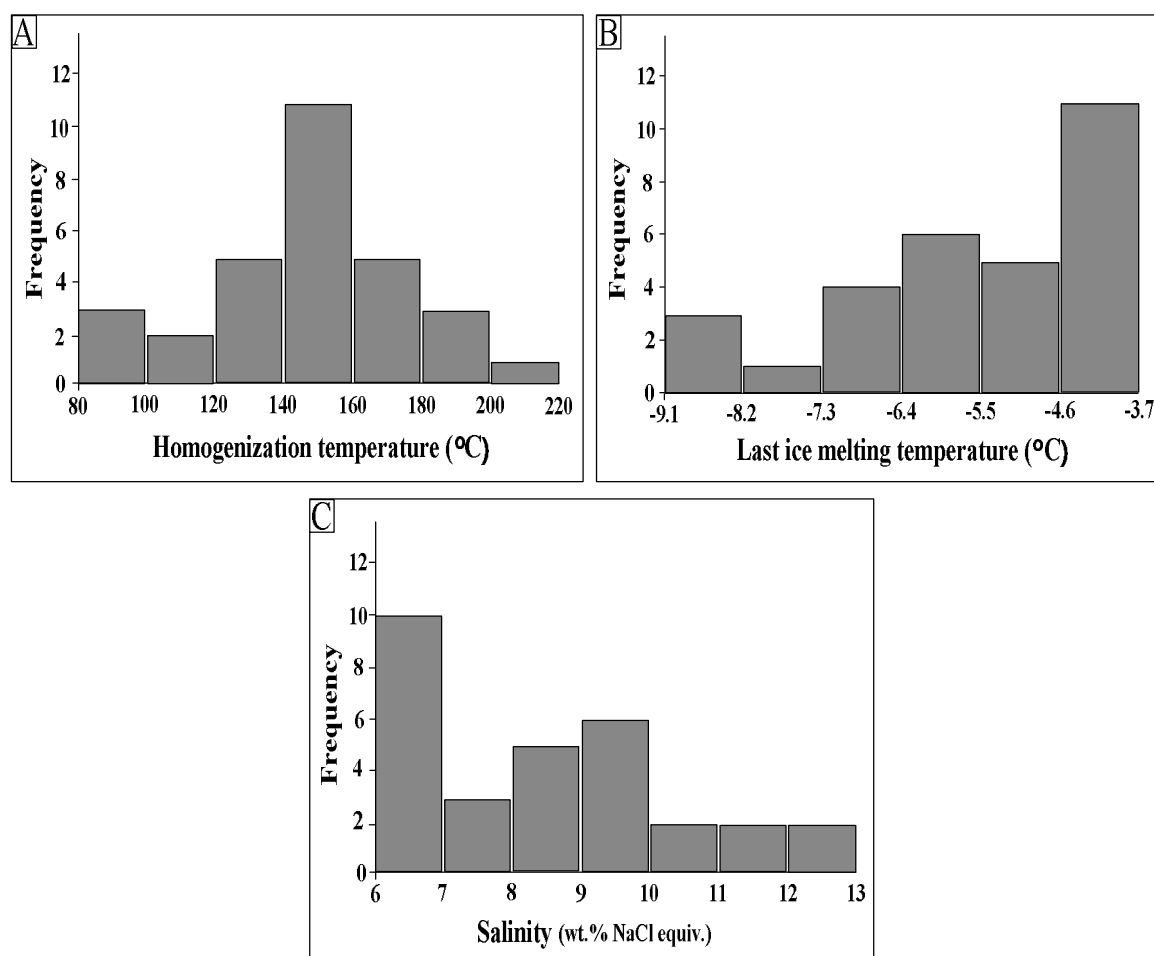 A
Frequency
12
10
8
6
4
2
0
80 100 120 140 160 180 200 220
Homogenization temperature (°C)
B
Frequency
12
10
8
6
4
2
0
-9.1 -8.2 -7.3 -6.4 -5.5 -4.6 -3.7
Last ice melting temperature (°C)
C
Frequency
12
10
8
6
4
2
0
6 7 8 9 10 11 12 13
Salinity (wt.% NaCl equiv.)